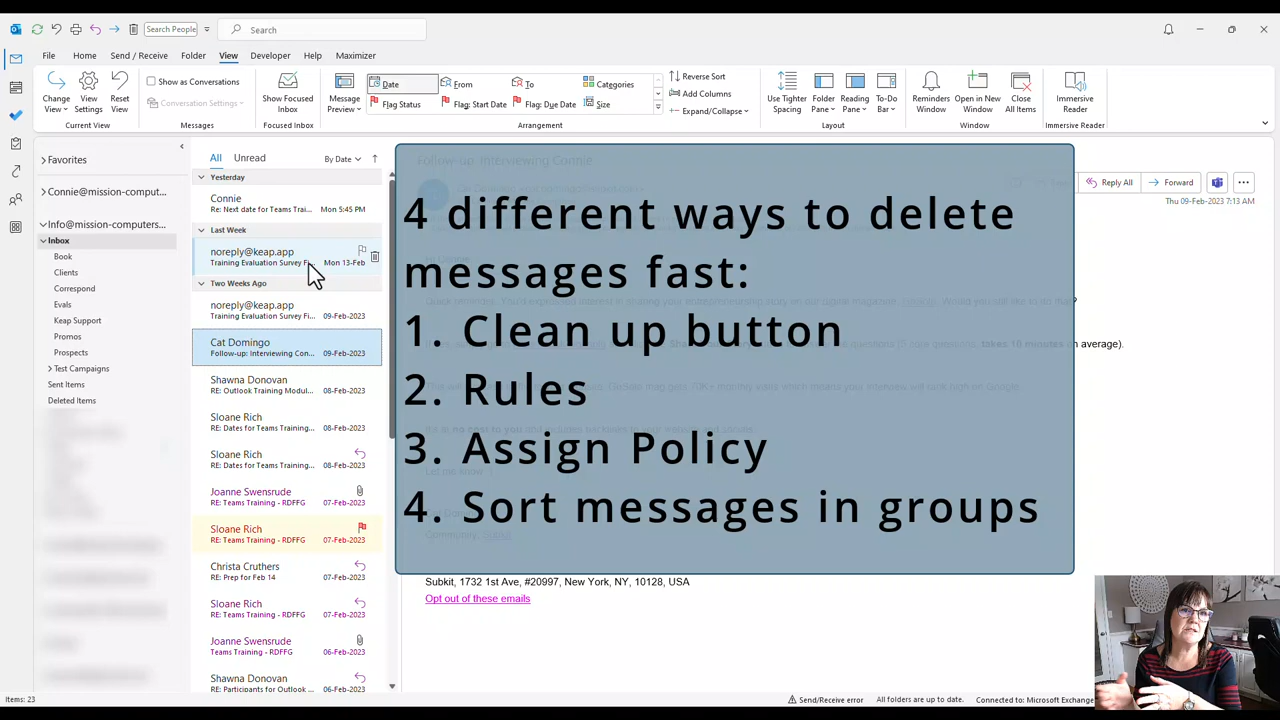 Search People
Search
File Home Send / Receive Folder View Developer Help Maximizer
Change View
View Settings
Reset View
Current View
Show as Conversations
Conversation Settings
Messages
Show Focused Inbox
Focused Inbox
Message Preview
Date From To Categories
Flag Status Flag: Start Date Flag: Due Date Size
Arrangement
Reverse Sort
Add Columns
Expand/Collapse
Use Tighter Spacing
Folder Pane
Reading Pane
To-Do Bar
Layout
Reminders Window
Open in New Window
Close All Items
Window
Immersive Reader
Immersive Reader
Favorites
Connie@mission-comput...
Info@mission-computers...
Inbox
Book
Clients
Correspond
Evals
Keap Support
Promos
Prospects
Test Campaigns
Sent Items
Deleted Items
All Unread By Date
Yesterday
Connie
Re: Next date for Teams Trai... Mon 5:45 PM
Last Week
noreply@keap.app
Training Evaluation Survey Fi... Mon 13-Feb
Two Weeks Ago
noreply@keap.app
Training Evaluation Survey Fi... 09-Feb-2023
Cat Domingo
Follow-up: Interviewing Con... 09-Feb-2023
Shawna Donovan
RE: Outlook Training Modul... 08-Feb-2023
Sloane Rich
RE: Dates for Teams Training... 08-Feb-2023
Sloane Rich
RE: Dates for Teams Training... 08-Feb-2023
Joanne Swensrude
RE: Teams Training - RDFFG 07-Feb-2023
Sloane Rich
RE: Teams Training - RDFFG 07-Feb-2023
Christa Cruthers
RE: Prep for Feb 14 07-Feb-2023
Sloane Rich
RE: Teams Training - RDFFG 07-Feb-2023
Joanne Swensrude
RE: Teams Training - RDFFG 07-Feb-2023
Shawna Donovan
RE: Participants for Outlook ... 07-Feb-2023
Follow-up: Interviewing Connie
Reply All Forward
Thu 09-Feb-2023 7:13 AM
4 different ways to delete
messages fast:
1. Clean up button
2. Rules
3. Assign Policy
4. Sort messages in groups
takes 10 minutes on average).
Subkit, 1732 1st Ave, #20997, New York, NY, 10128, USA
Opt out of these emails
Items: 23
Send/Receive error All folders are up to date. Connected to: Microsoft Exchange